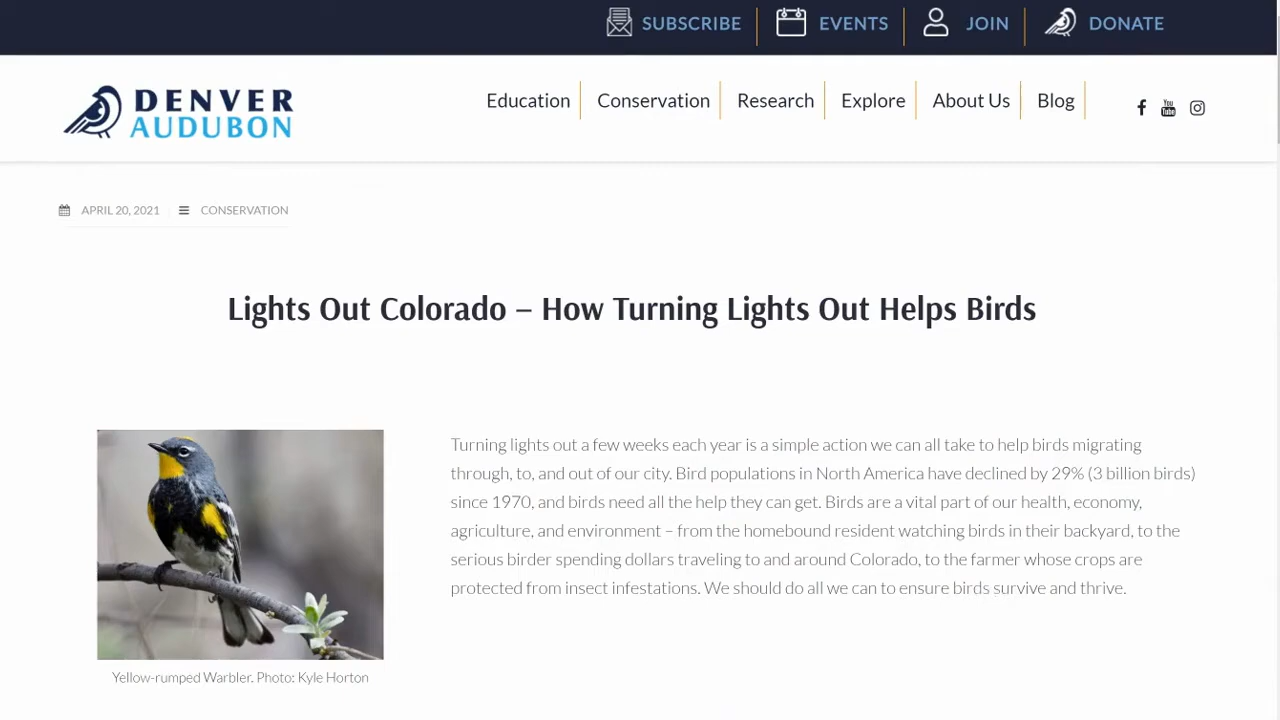 SUBSCRIBE EVENTS JOIN DONATE
DENVER
AUDUBON
Education Conservation Research Explore About Us Blog
You
Tube
APRIL 20, 2021 CONSERVATION
Lights Out Colorado – How Turning Lights Out Helps Birds
Turning lights out a few weeks each year is a simple action we can all take to help birds migrating
through, to, and out of our city. Bird populations in North America have declined by 29% (3 billion birds)
since 1970, and birds need all the help they can get. Birds are a vital part of our health, economy,
agriculture, and environment – from the homebound resident watching birds in their backyard, to the
serious birder spending dollars traveling to and around Colorado, to the farmer whose crops are
protected from insect infestations. We should do all we can to ensure birds survive and thrive.
Yellow-rumped Warbler. Photo: Kyle Horton